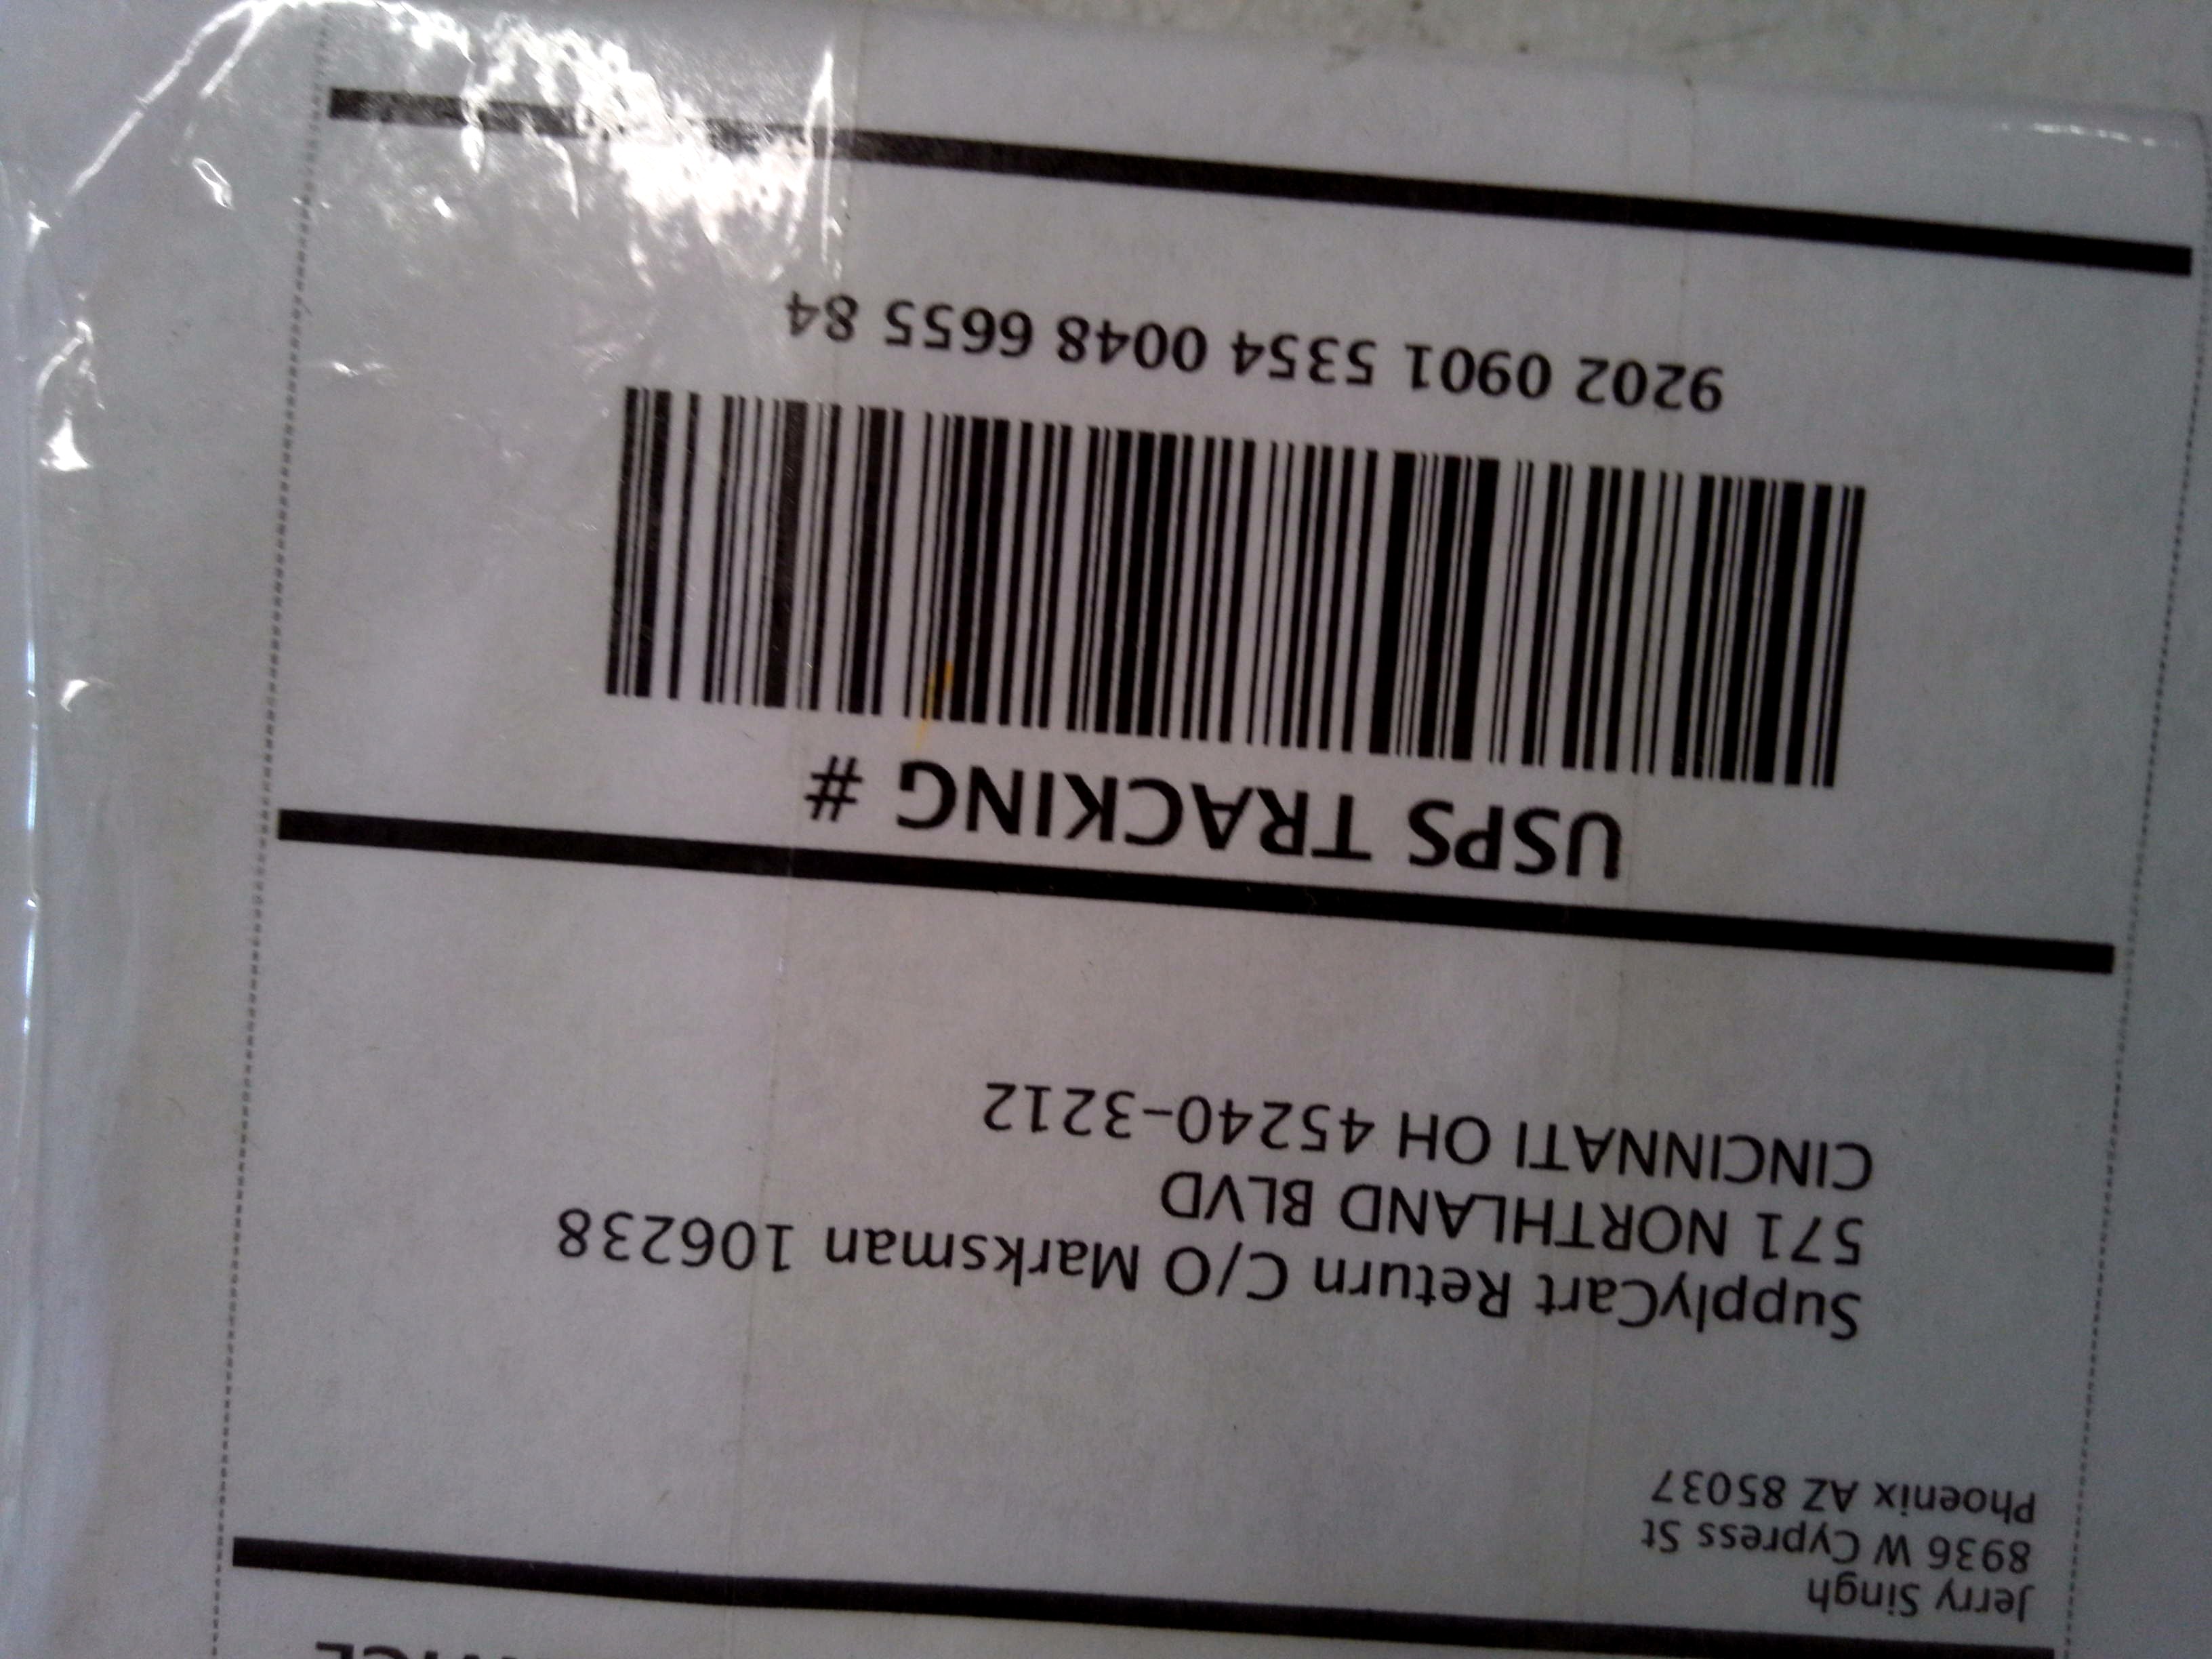 Jerry Singh
8936 W Cypress St
Phoenix AZ 85037
SupplyCart Return C/O Marksman 106238
571 NORTHLAND BLVD
CINCINNATI OH 45240-3212
USPS TRACKING #
9202 0901 5354 0048 6655 84